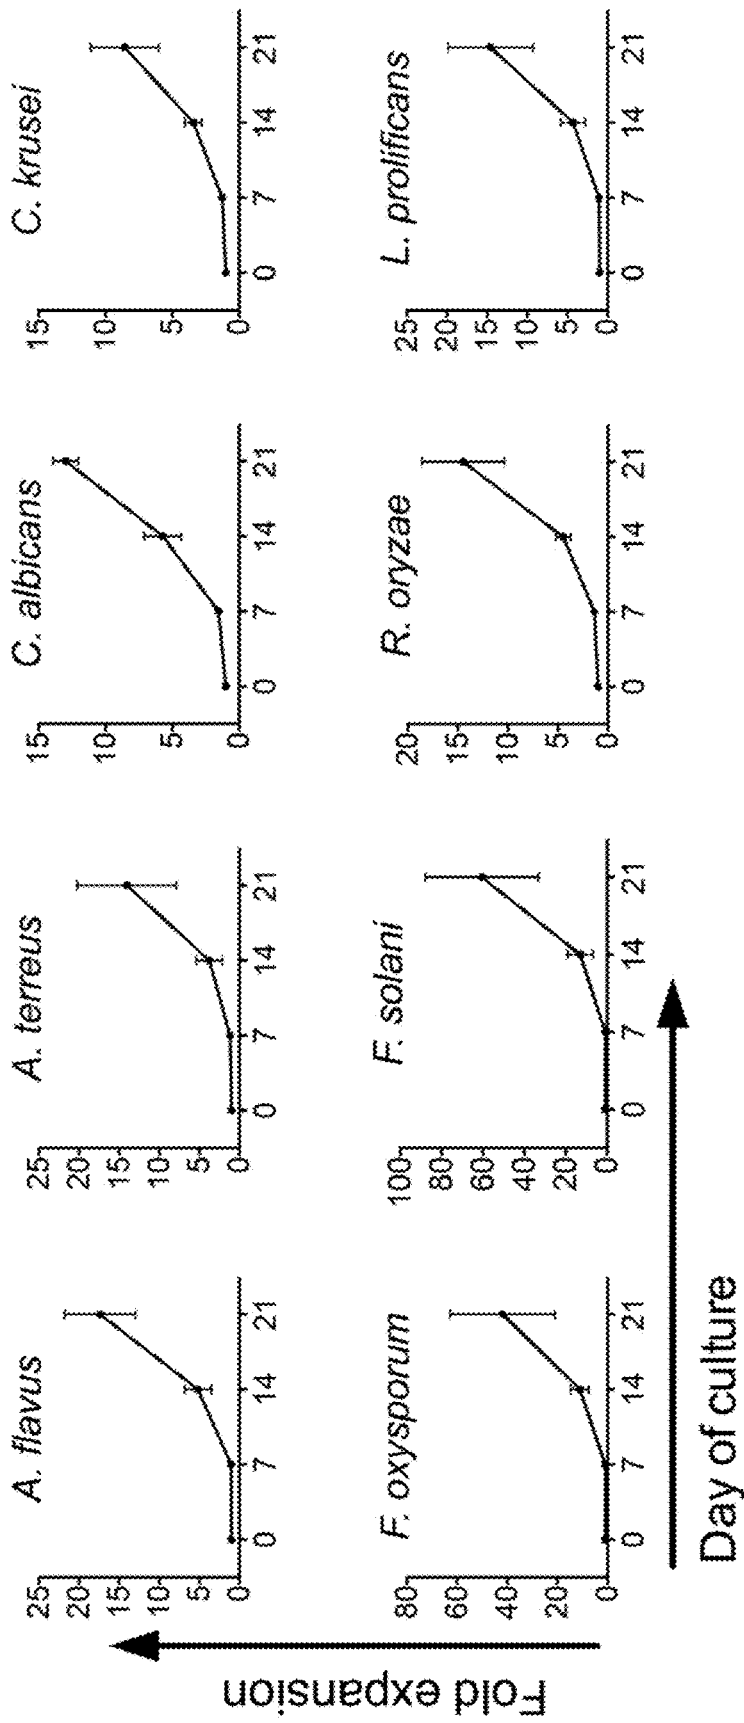 A. flavus
25
20
15
10
5
0
0 7 14 21
A. terreus
25
20
15
10
5
0
0 7 14 21
C. albicans
15
10
5
0
0 7 14 21
C. krusei
15
10
5
0
0 7 14 21
F. oxysporum
80
60
40
20
0
0 7 14 21
F. solani
100
80
60
40
20
0
0 7 14 21
R. oryzae
20
15
10
5
0
0 7 14 21
L. prolificans
25
20
15
10
5
0
0 7 14 21
Fold expansion
Day of culture